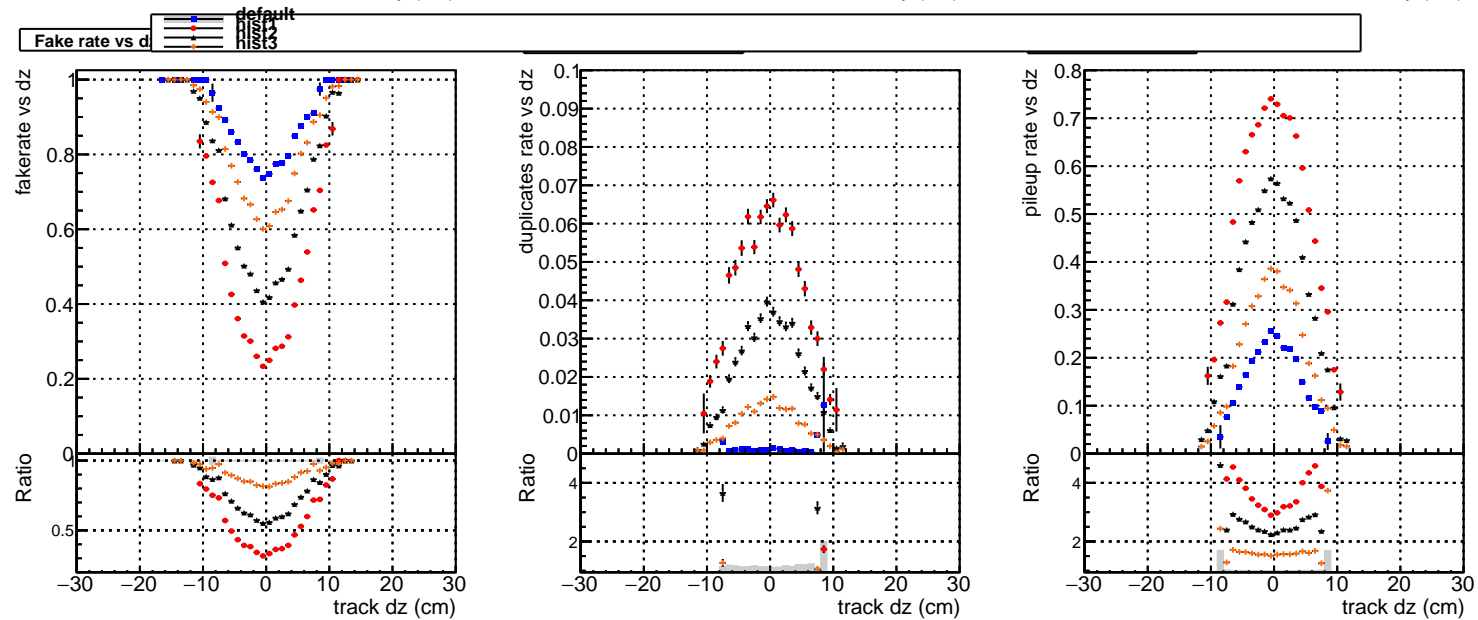 default
hist1
hist2
hist3
Fake rate vs dz
fakerate vs dz
1
0.8
0.6
0.4
0.2
0
Ratio
1
0.5
−30 −20 −10 0 10 20 30
track dz (cm)
duplicates rate vs dz
0.1
0.09
0.08
0.07
0.06
0.05
0.04
0.03
0.02
0.01
0
Ratio
4
2
−30 −20 −10 0 10 20 30
track dz (cm)
pileup rate vs dz
0.8
0.7
0.6
0.5
0.4
0.3
0.2
0.1
0
Ratio
4
2
−30 −20 −10 0 10 20 30
track dz (cm)